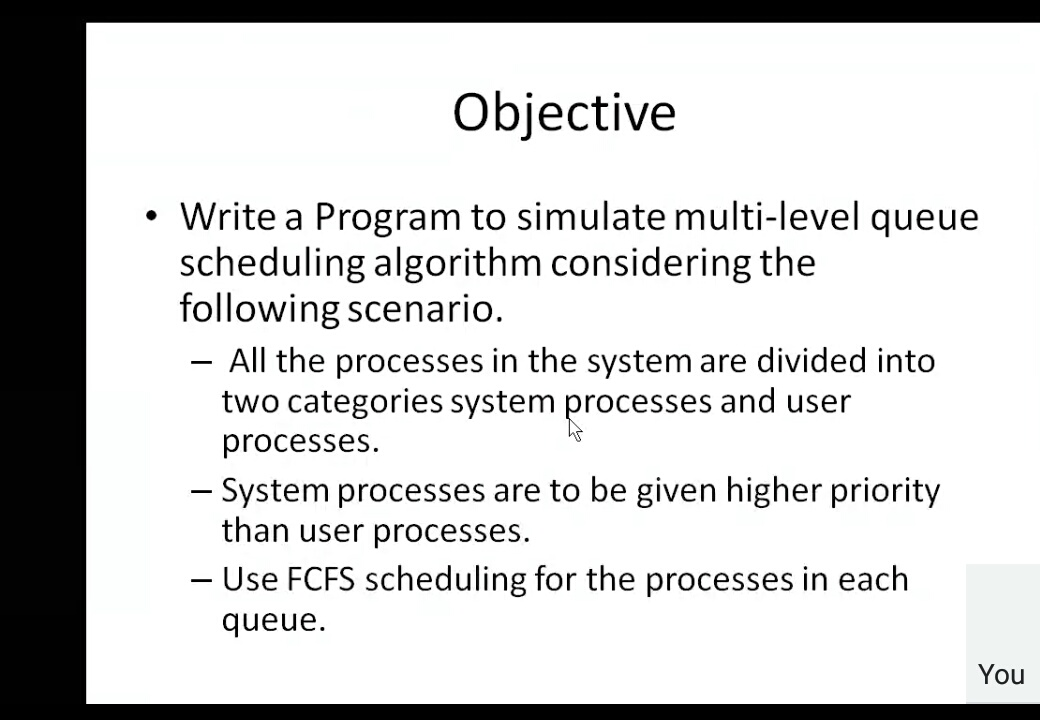 Objective
• Write a Program to simulate multi-level queue
scheduling algorithm considering the
following scenario.
– All the processes in the system are divided into
two categories system processes and user
processes.
– System processes are to be given higher priority
than user processes.
– Use FCFS scheduling for the processes in each
queue.
You